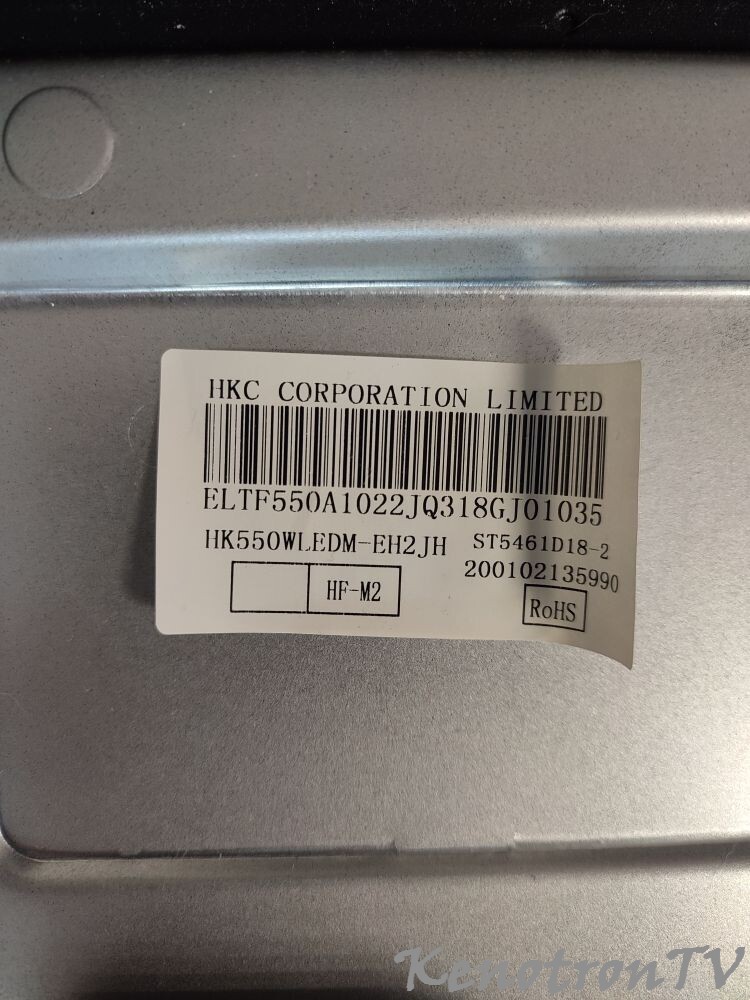 HKC CORPORATION LIMITED
ELTF550A1022JQ318GJ01035
HK550WLEDM-EH2JH ST5461D18-2
200102135990
HF-M2
RoHS
KenotronTV